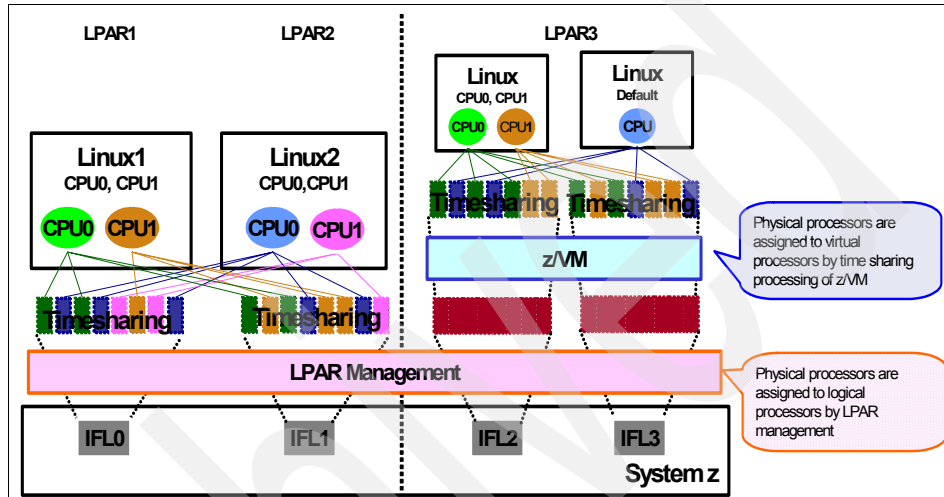 LPAR1
LPAR2
LPAR3
Linux
CPU0, CPU1
CPU0
CPU1
Linux
Default
CPU
Linux1
CPU0, CPU1
CPU0
CPU1
Linux2
CPU0,CPU1
CPU0
CPU1
Timesharing
Timesharing
z/VM
Physical processors are
assigned to virtual
processors by time sharing
processing of z/VM
Timesharing
Timesharing
LPAR Management
Physical processors are
assigned to logical
processors by LPAR
management
IFL0
IFL1
IFL2
IFL3
System z